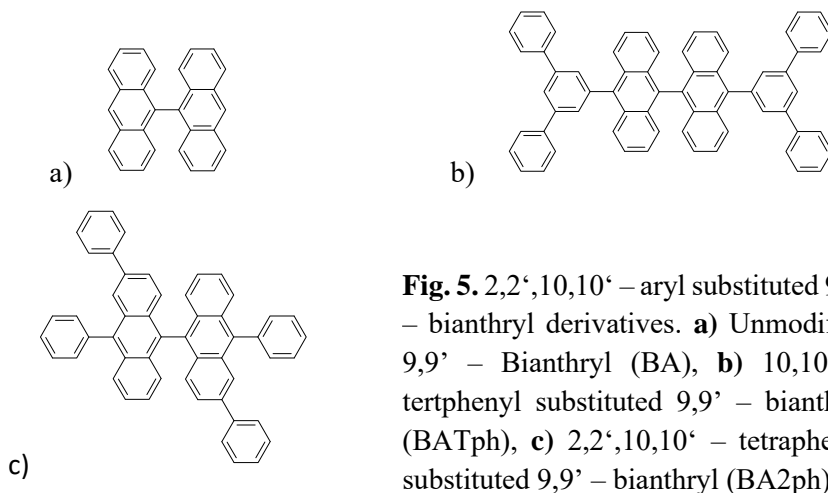 a)
b)
c)
Fig. 5. 2,2‘,10,10‘ – aryl substituted 9
– bianthryl derivatives. a) Unmodif
9,9’ – Bianthryl (BA), b) 10,10
tertphenyl substituted 9,9’ – bianth
(BATph), c) 2,2‘,10,10‘ – tetraphe
substituted 9,9’ – bianthryl (BA2ph)